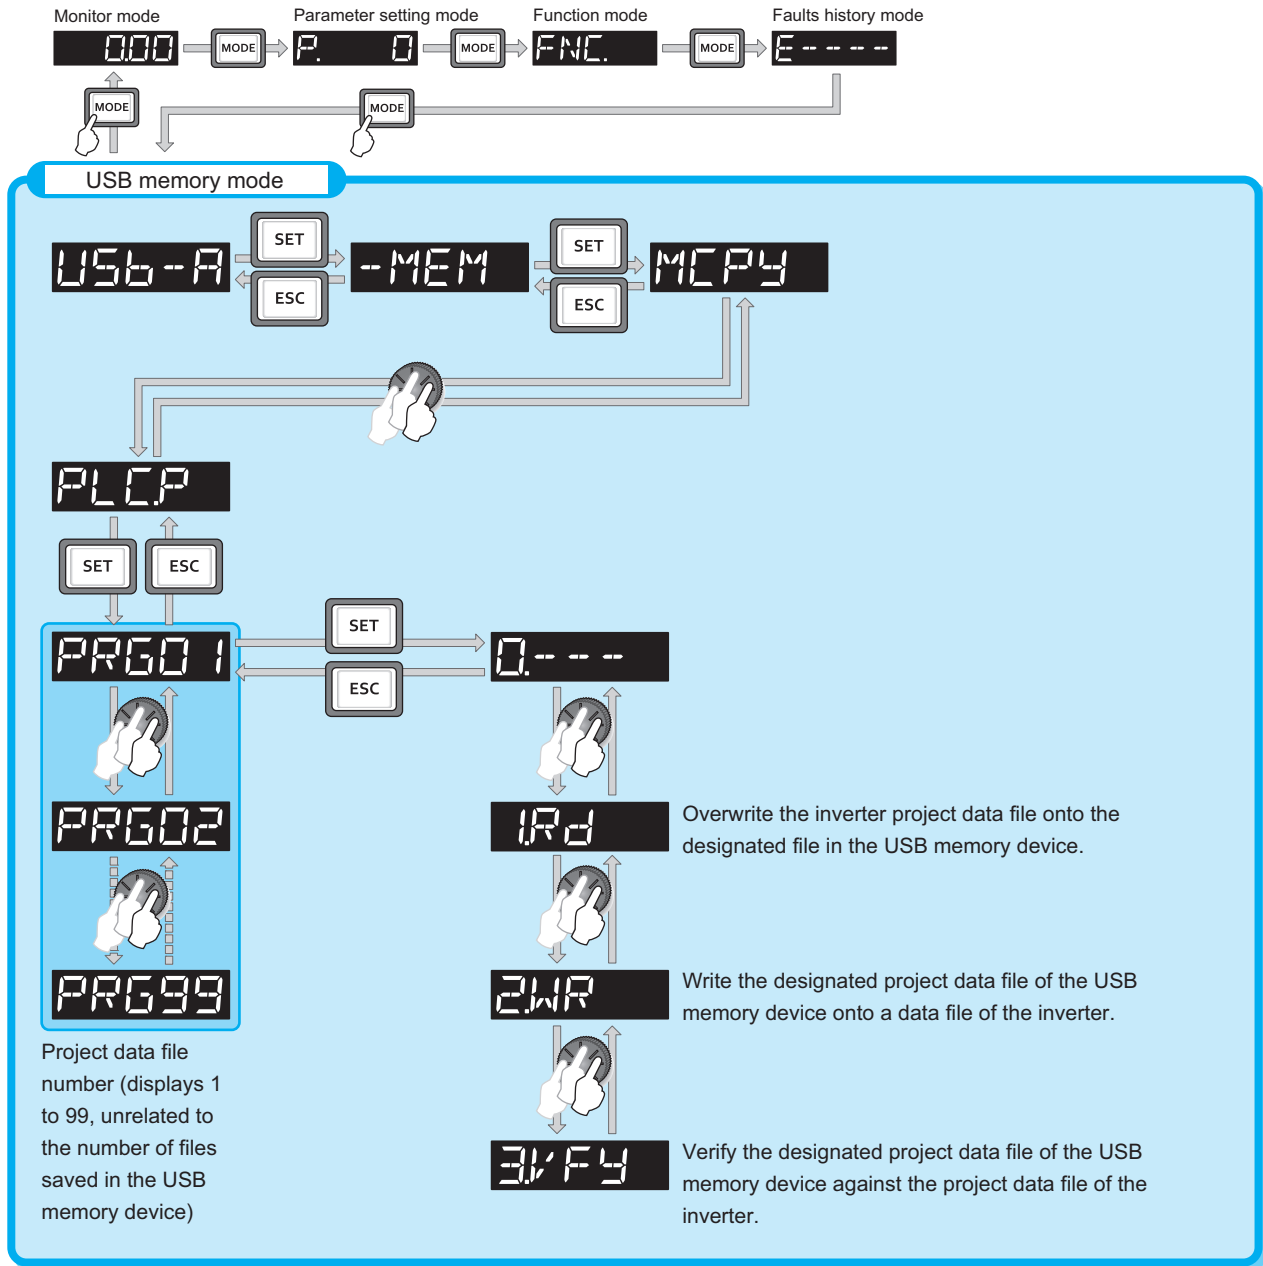 Monitor mode
Parameter setting mode
Function mode
Faults history mode
0.00
MODE
P. 0
MODE
FNC.
MODE
E-----
MODE
MODE
USB memory mode
USb-A
SET
ESC
-MEM
SET
ESC
MCPY
PLC.P
SET
ESC
PRG01
SET
ESC
0.---
PRG02
1.Rd
Overwrite the inverter project data file onto the
designated file in the USB memory device.
PRG99
2.WR
Write the designated project data file of the USB
memory device onto a data file of the inverter.
Project data file
number (displays 1
to 99, unrelated to
the number of files
saved in the USB
memory device)
3.VFY
Verify the designated project data file of the USB
memory device against the project data file of the
inverter.